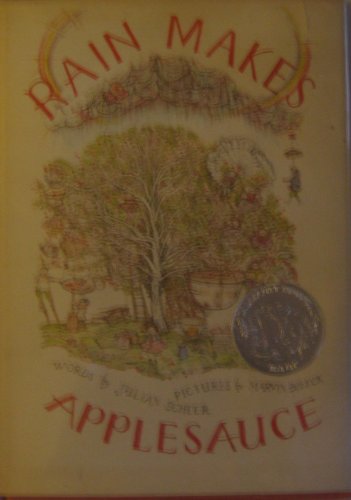 RAIN MAKES
WORDS by JULIAN SCHEER
PICTURES by MARVIN BILECK
APPLESAUCE